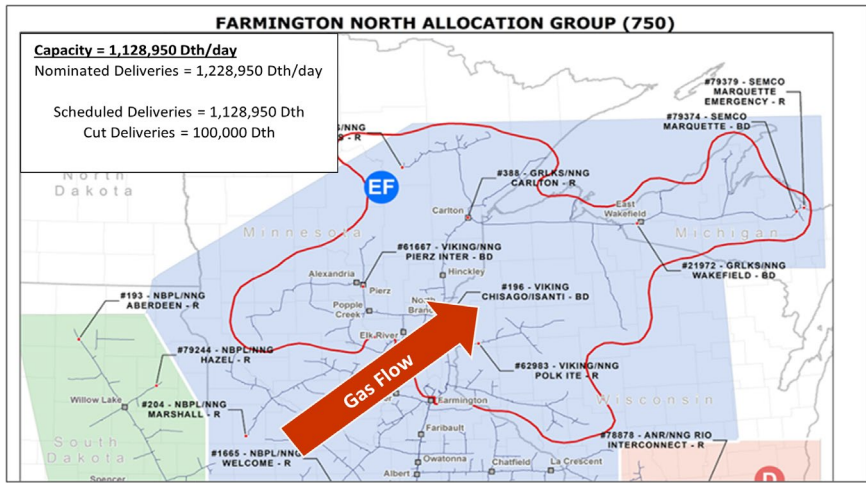 FARMINGTON NORTH ALLOCATION GROUP (750)
Capacity = 1,128,950 Dth/day
Nominated Deliveries = 1,228,950 Dth/day
Scheduled Deliveries = 1,128,950 Dth
Cut Deliveries = 100,000 Dth
#79379 - SEMCO
MARQUETTE
EMERGENCY - R
#79374 - SEMCO
MARQUETTE - BD
/NNG
- R
North
Dakota
EF
#388 - GRLKS/NNG
CARLTON - R
Carlton
East
Wakefield
Minnesota
Michigan
#61667 - VIKING/NNG
PIERZ INTER - BD
#21972 - GRLKS/NNG
WAKEFIELD - BD
Alexandria
Pierz
Hinckley
#196 - VIKING
CHISAGO/ISANTI - BD
#193 - NBPL/NNG
ABERDEEN - R
Popple
Creek
North
Bran
Elk River
#79244 - NBPL/NNG
HAZEL - R
Gas Flow
#62983 - VIKING/NNG
POLK ITE - R
Willow Lake
#204 - NBPL/NNG
MARSHALL - R
Farmington
Wisconsin
South
Dakota
Faribault
#1665 - NBPL/NNG
WELCOME - R
#78878 - ANR/NNG RIO
INTERCONNECT - R
Owatonna
Albert
Chatfield
La Crescent
Spencer
D